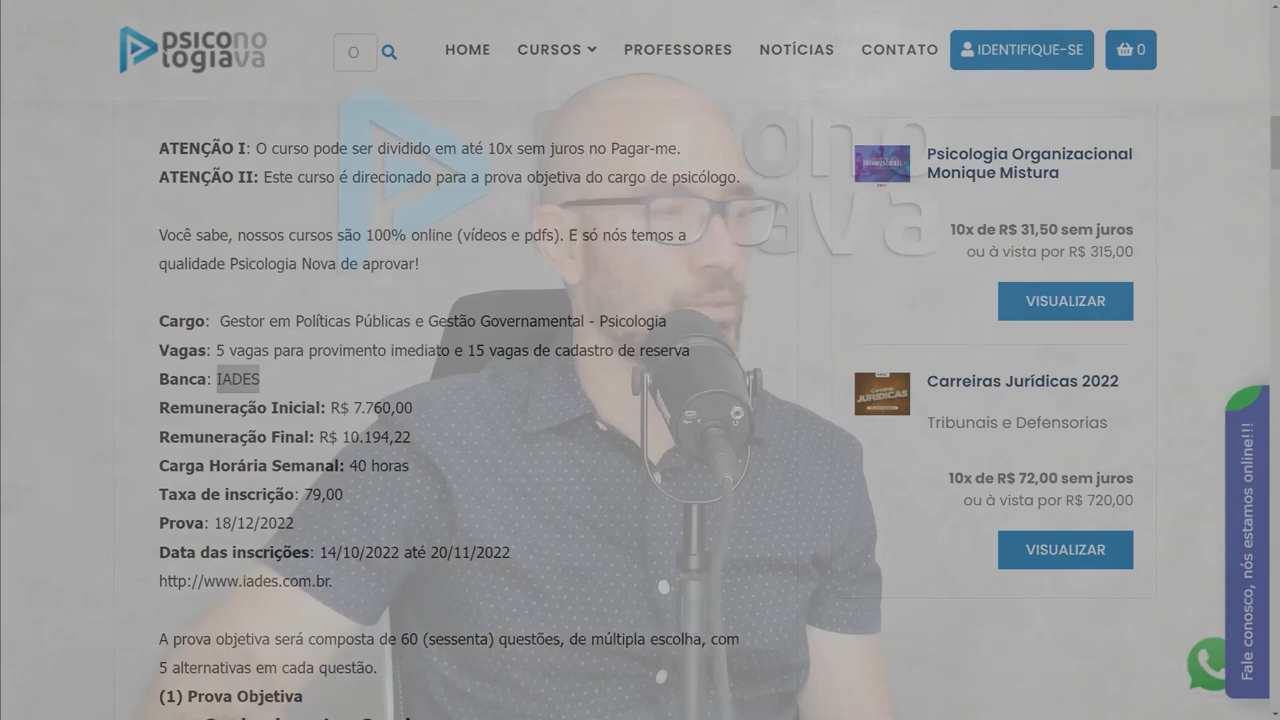 psicono
logiava
O
HOME
CURSOS
PROFESSORES
NOTÍCIAS
CONTATO
IDENTIFIQUE-SE
0
ATENÇÃO I: O curso pode ser dividido em até 10x sem juros no Pagar-me.
ATENÇÃO II: Este curso é direcionado para a prova objetiva do cargo de psicólogo.
Você sabe, nossos cursos são 100% online (vídeos e pdfs). E só nós temos a
qualidade Psicologia Nova de aprovar!
Cargo: Gestor em Políticas Públicas e Gestão Governamental - Psicologia
Vagas: 5 vagas para provimento imediato e 15 vagas de cadastro de reserva
Banca: IADES
Remuneração Inicial: R$ 7.760,00
Remuneração Final: R$ 10.194,22
Carga Horária Semanal: 40 horas
Taxa de inscrição: 79,00
Prova: 18/12/2022
Data das inscrições: 14/10/2022 até 20/11/2022
http://www.iades.com.br.
A prova objetiva será composta de 60 (sessenta) questões, de múltipla escolha, com
5 alternativas em cada questão.
(1) Prova Objetiva
Psicologia Organizacional
Monique Mistura
10x de R$ 31,50 sem juros
ou à vista por R$ 315,00
VISUALIZAR
CARREIRAS JURÍDICAS
Carreiras Jurídicas 2022
Tribunais e Defensorias
10x de R$ 72,00 sem juros
ou à vista por R$ 720,00
VISUALIZAR
Fale conosco, nós estamos online!!!